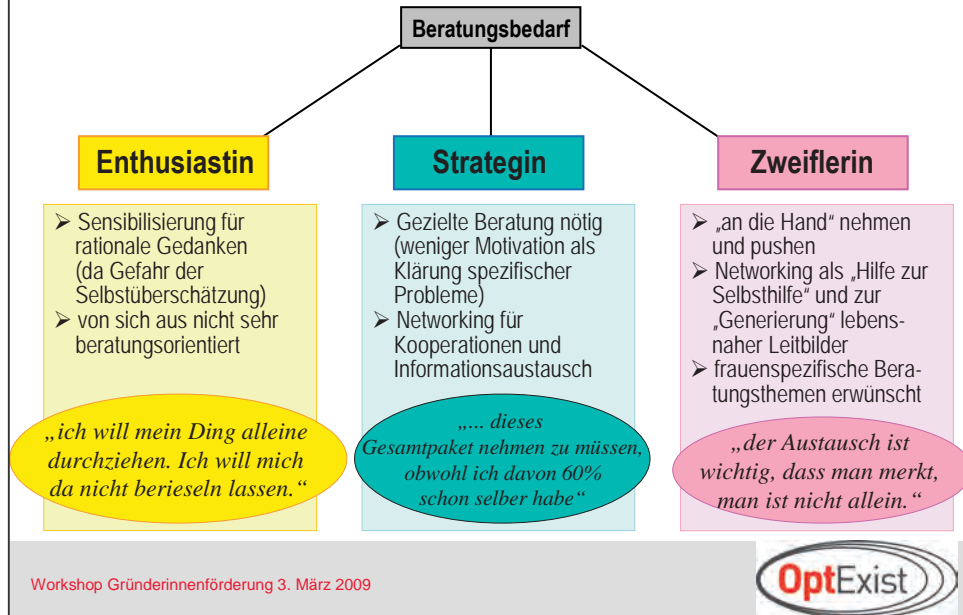 Beratungsbedarf
Enthusiastin
➢ Sensibilisierung für
rationale Gedanken
(da Gefahr der
Selbstüberschätzung)
➢ von sich aus nicht sehr
beratungsorientiert
„ich will mein Ding alleine
durchziehen. Ich will mich
da nicht berieseln lassen.“
Strategin
➢ Gezielte Beratung nötig
(weniger Motivation als
Klärung spezifischer
Probleme)
➢ Networking für
Kooperationen und
Informationsaustausch
„... dieses
Gesamtpaket nehmen zu müssen,
obwohl ich davon 60%
schon selber habe“
Zweiflerin
➢ „an die Hand“ nehmen
und pushen
➢ Networking als „Hilfe zur
Selbsthilfe“ und zur
„Generierung“ lebens-
naher Leitbilder
➢ frauenspezifische Bera-
tungsthemen erwünscht
„der Austausch ist
wichtig, dass man merkt,
man ist nicht allein.“
Workshop Gründerinnenförderung 3. März 2009
OptExist